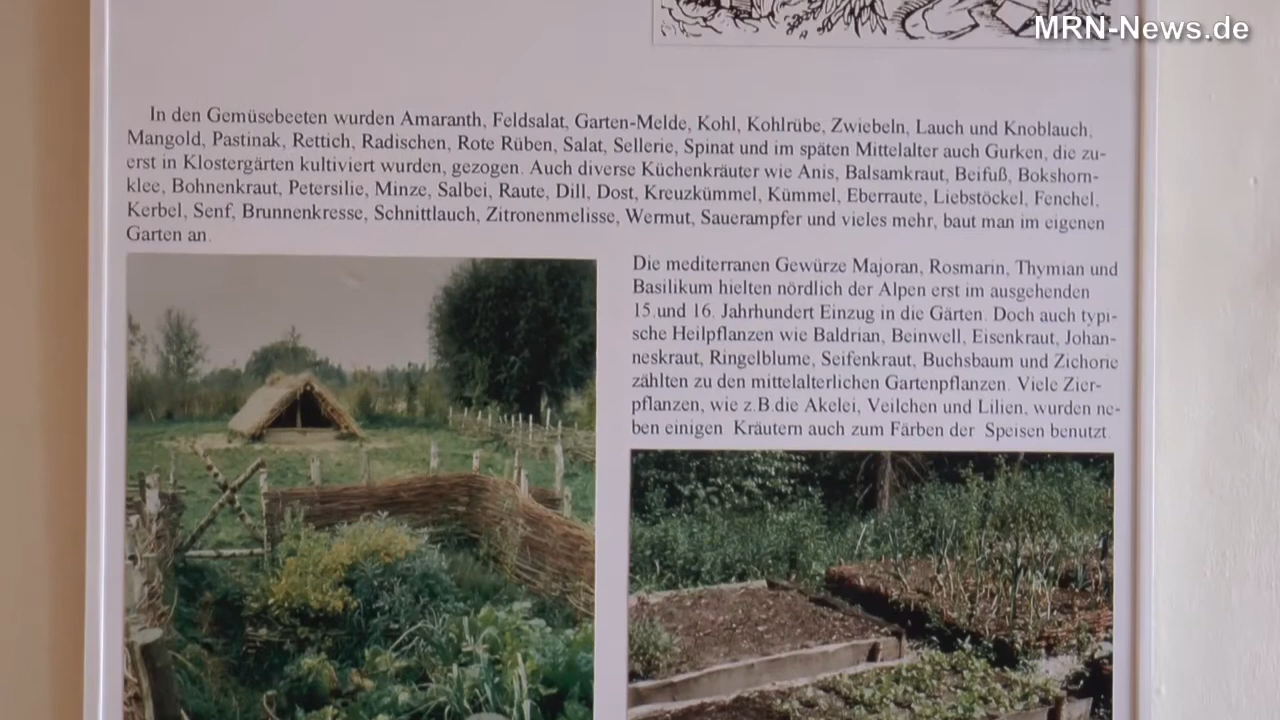 MRN-News.de
In den Gemüsebeeten wurden Amaranth, Feldsalat, Garten-Melde, Kohl, Kohlrübe, Zwiebeln, Lauch und Knoblauch,
Mangold, Pastinak, Rettich, Radischen, Rote Rüben, Salat, Sellerie, Spinat und im späten Mittelalter auch Gurken, die zu-
erst in Klostergärten kultiviert wurden, gezogen. Auch diverse Küchenkräuter wie Anis, Balsamkraut, Beifuß, Bokshorn-
klee, Bohnenkraut, Petersilie, Minze, Salbei, Raute, Dill, Dost, Kreuzkümmel, Kümmel, Eberraute, Liebstöckel, Fenchel,
Kerbel, Senf, Brunnenkresse, Schnittlauch, Zitronenmelisse, Wermut, Sauerampfer und vieles mehr, baut man im eigenen
Garten an.
Die mediterranen Gewürze Majoran, Rosmarin, Thymian und
Basilikum hielten nördlich der Alpen erst im ausgehenden
15.und 16. Jahrhundert Einzug in die Gärten. Doch auch typi-
sche Heilpflanzen wie Baldrian, Beinwell, Eisenkraut, Johan-
neskraut, Ringelblume, Seifenkraut, Buchsbaum und Zichorie
zählten zu den mittelalterlichen Gartenpflanzen. Viele Zier-
pflanzen, wie z.B.die Akelei, Veilchen und Lilien, wurden ne-
ben einigen Kräutern auch zum Färben der Speisen benutzt.